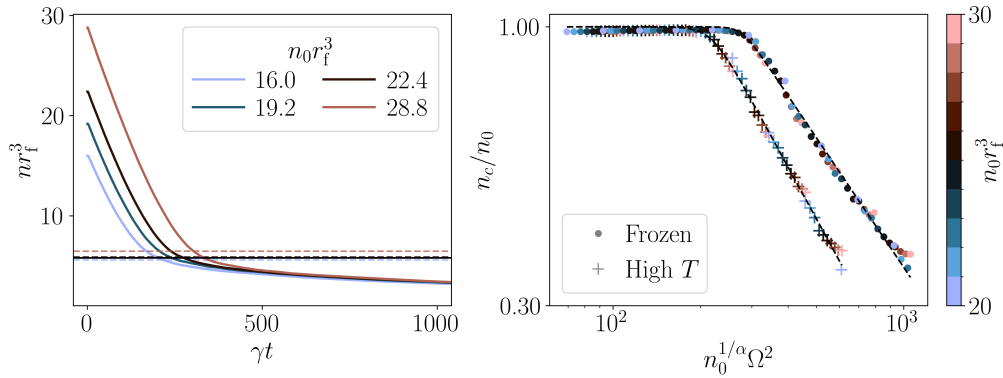 30
20
10
nr_f^3
0
500
1000
γt
n_0r_f^3
16.0
22.4
19.2
28.8
1.00
0.30
n_c/n_0
Frozen
High T
10^2
10^3
n_0^{1/α}Ω^2
30
20
n_0r_f^3